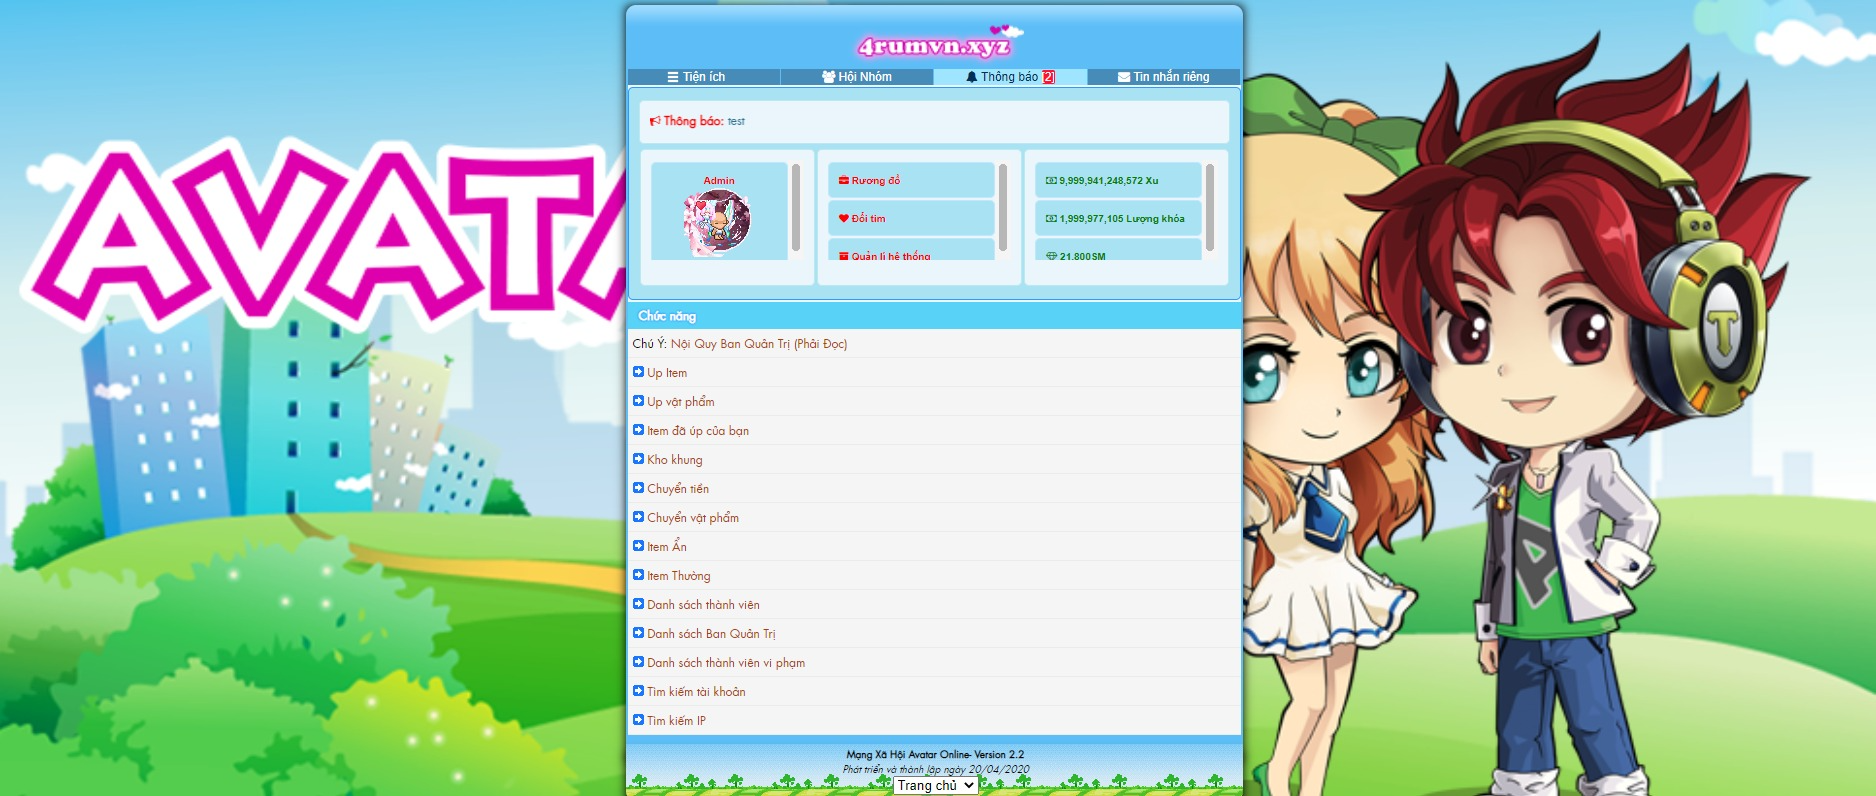 4rumvn.xyz
Tiện ích
Hội Nhóm
Thông báo [2]
Tin nhắn riêng
AVATA
Thông báo: test
Admin
Rương đồ
Đổi tim
Quản lí hệ thống
9,999,941,248,572 Xu
1,999,977,105 Lượng khóa
21,800SM
Chức năng
Chú Ý: Nội Quy Ban Quản Trị (Phải Đọc)
Up Item
Up vật phẩm
Item đã úp của bạn
Kho khung
Chuyển tiền
Chuyển vật phẩm
Item Ẩn
Item Thường
Danh sách thành viên
Danh sách Ban Quản Trị
Danh sách thành viên vi phạm
Tìm kiếm tài khoản
Tìm kiếm IP
Mạng Xã Hội Avatar Online- Version 2.2
Phát triển và thành lập ngày 20/04/2020
Trang chủ
T
P